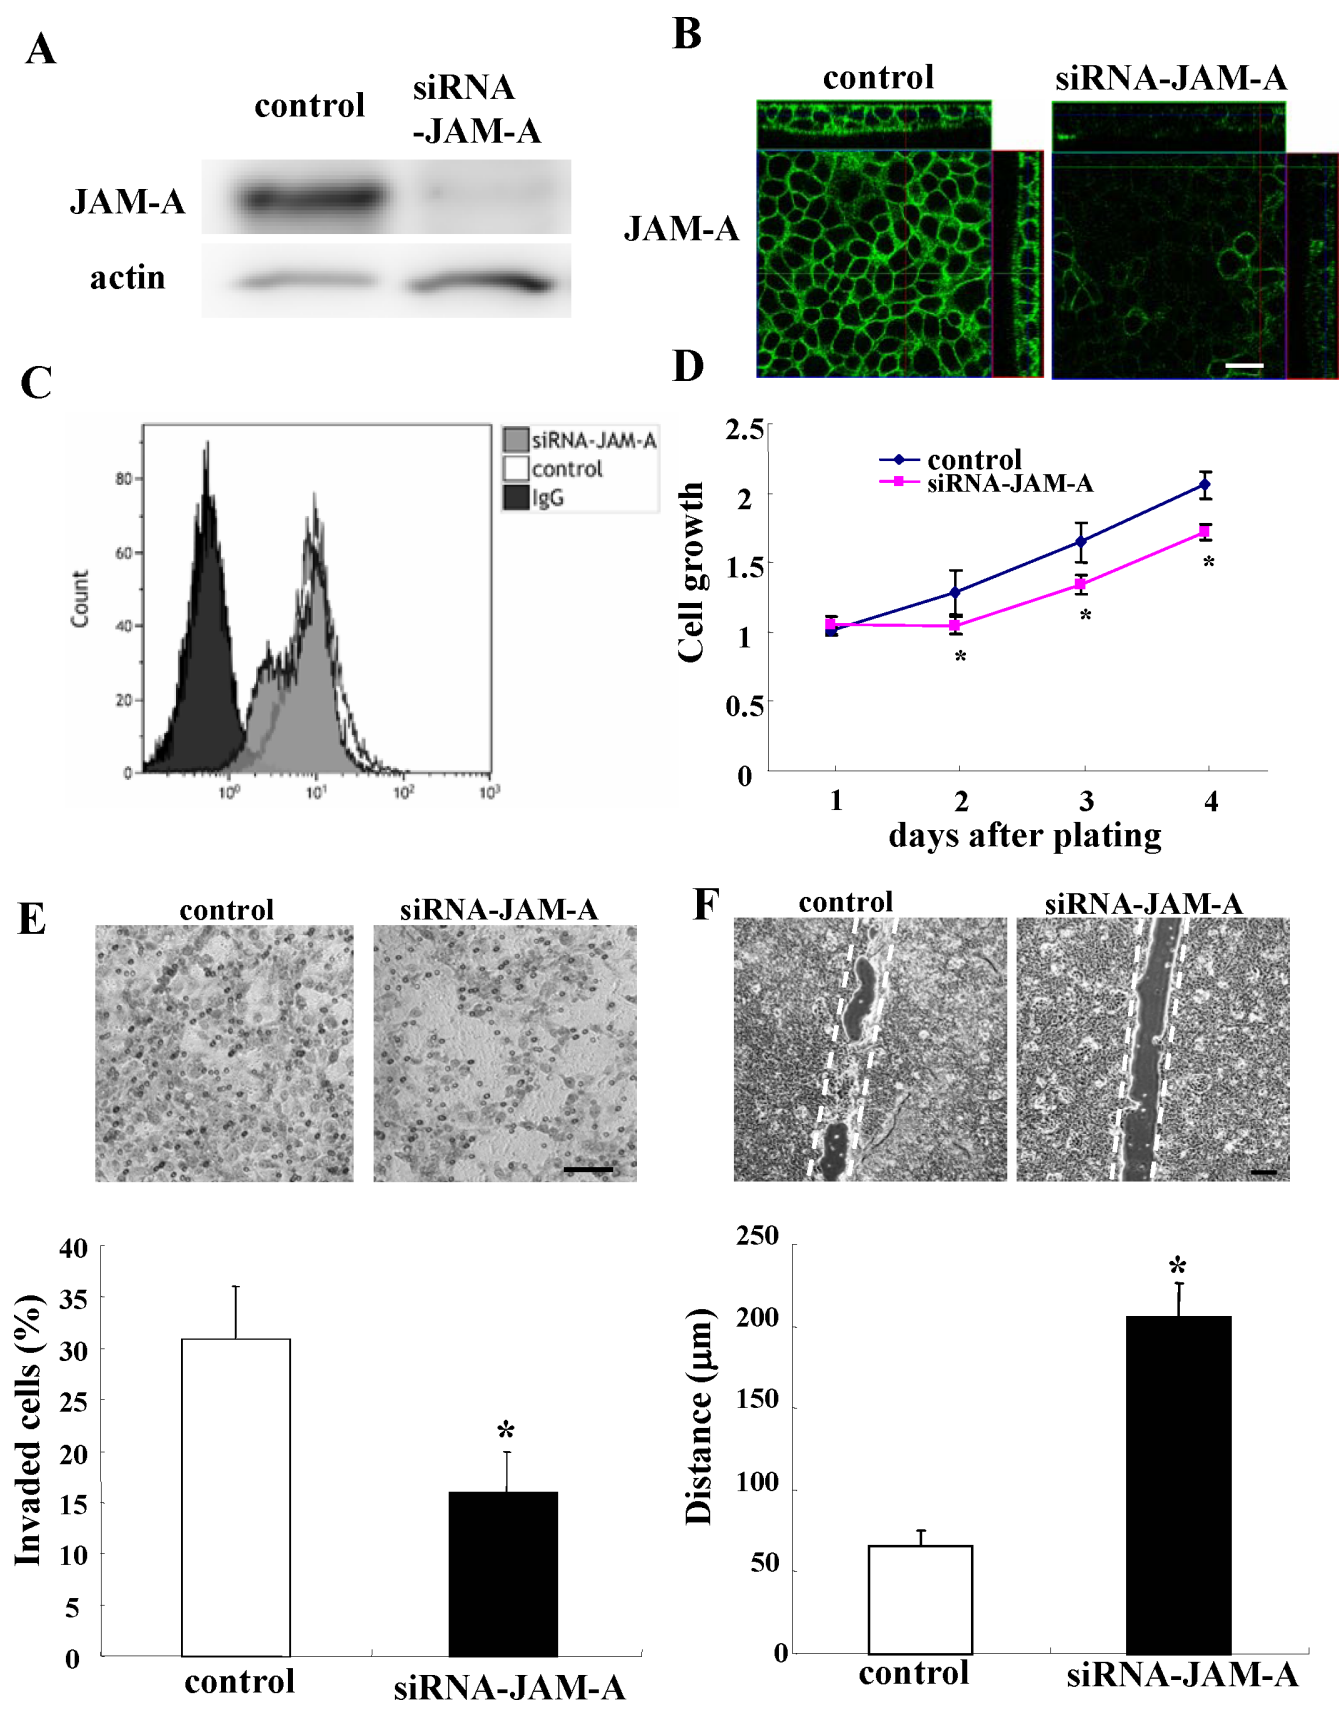 A
control
siRNA
-JAM-A
JAM-A
actin
B
control
siRNA-JAM-A
JAM-A
C
siRNA-JAM-A
control
IgG
Count
80
60
40
20
0
10⁰
10¹
10²
10³
D
control
siRNA-JAM-A
Cell growth
2.5
2
1.5
1
0.5
0
*
*
*
1
2
3
4
days after plating
E
control
siRNA-JAM-A
Invaded cells (%)
40
35
30
25
20
15
10
5
0
*
control
siRNA-JAM-A
F
control
siRNA-JAM-A
Distance (μm)
250
200
150
100
50
0
*
control
siRNA-JAM-A